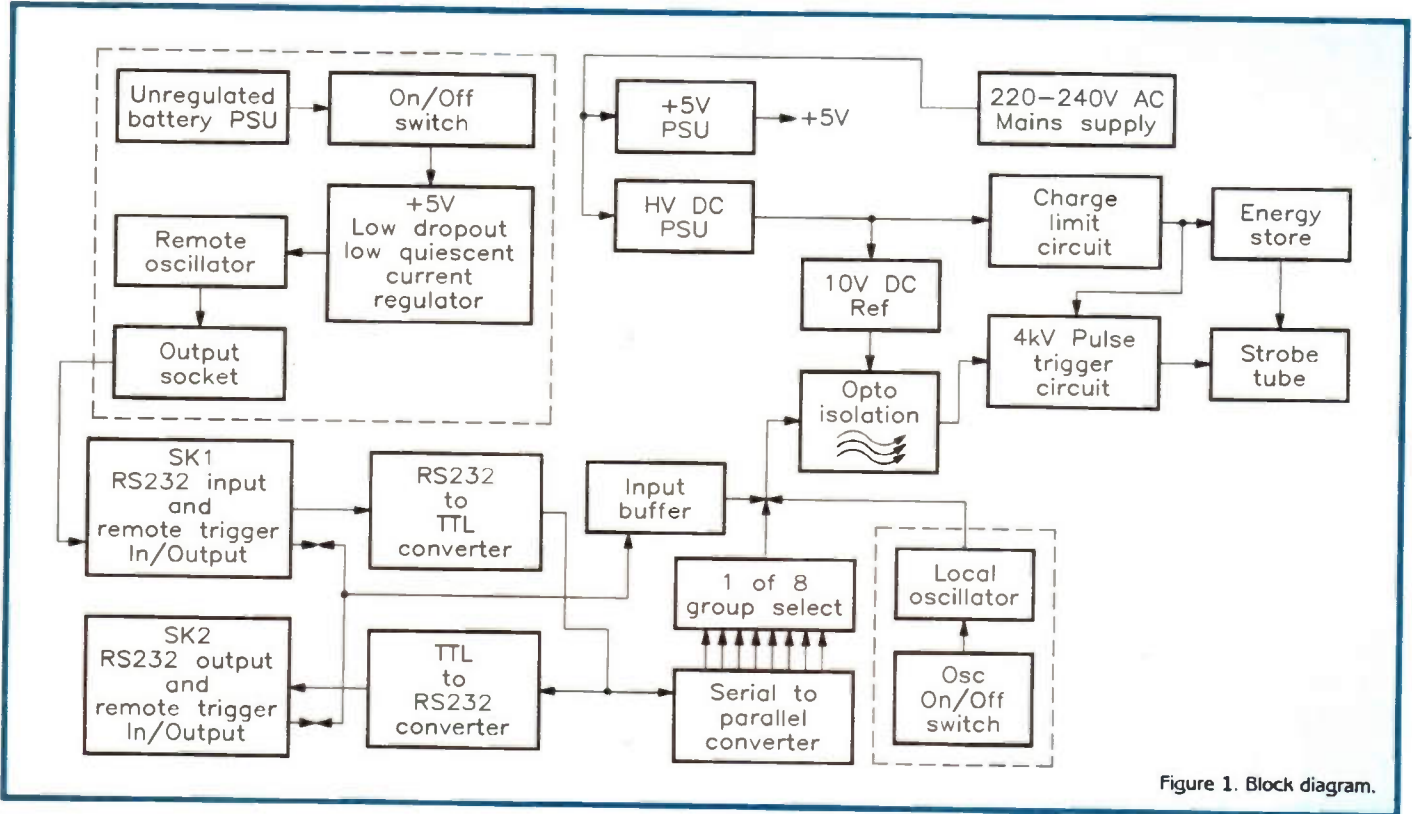 Unregulated
battery PSU
On/Off
switch
+5V
Low dropout
low quiescent
current
regulator
Remote
oscillator
Output
socket
+5V
PSU
+5V
220-240V AC
Mains supply
HV DC
PSU
Charge
limit
circuit
Energy
store
10V DC
Ref
4kV Pulse
trigger
circuit
Strobe
tube
Opto
isolation
SK1
RS232 input
and
remote trigger
In/Output
RS232
to
TTL
converter
Input
buffer
1 of 8
group select
Local
oscillator
SK2
RS232 output
and
remote trigger
In/Output
TTL
to
RS232
converter
Serial to
parallel
converter
Osc
On/Off
switch
Figure 1. Block diagram.